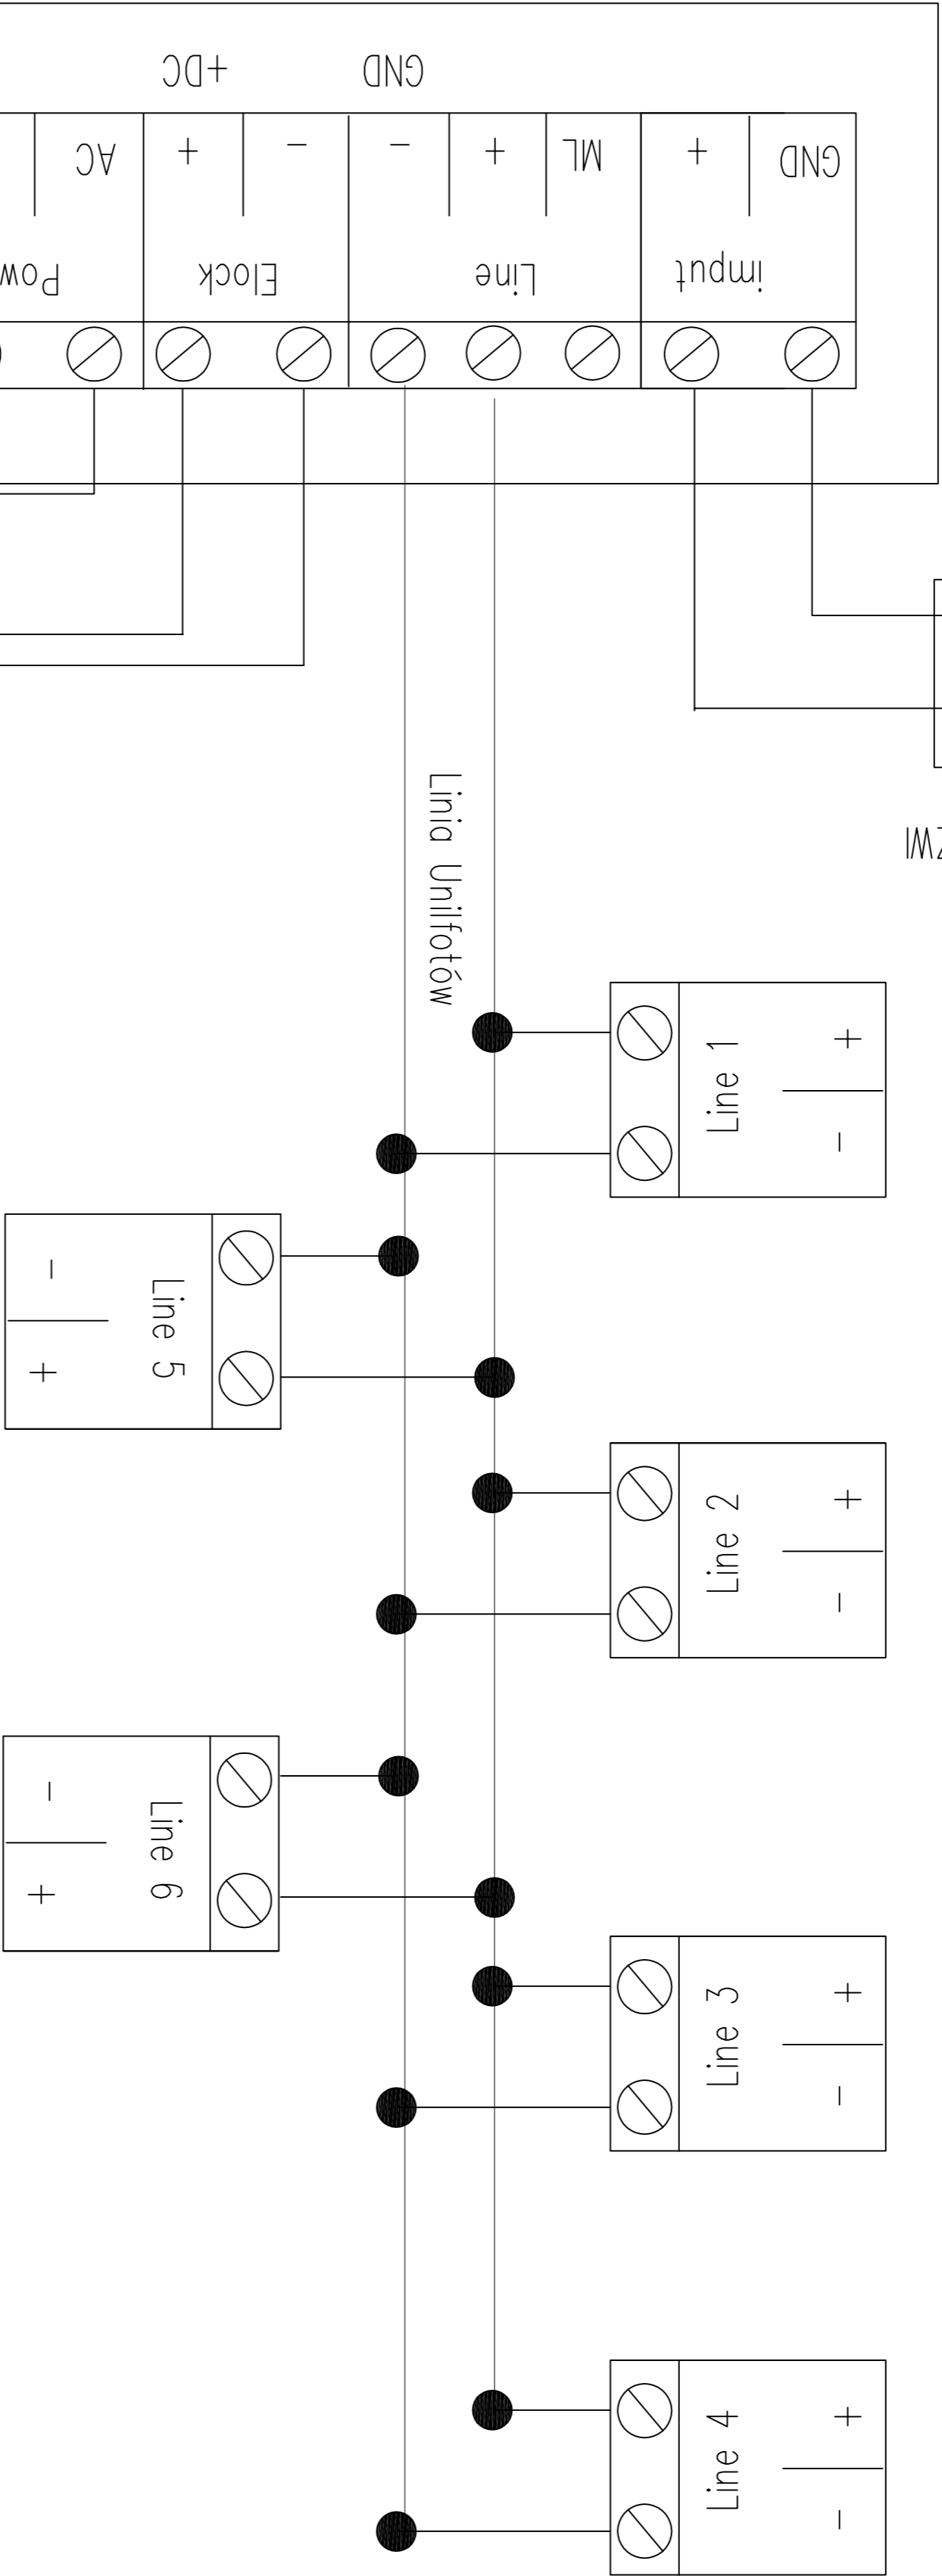 ZWI
imput Line Elock Pow
GND + ML + - - + AC
GND +DC
Linia Unilfotów
Line 1
+ -
Line 5
- +
Line 2
+ -
Line 6
- +
Line 3
+ -
Line 4
+ -